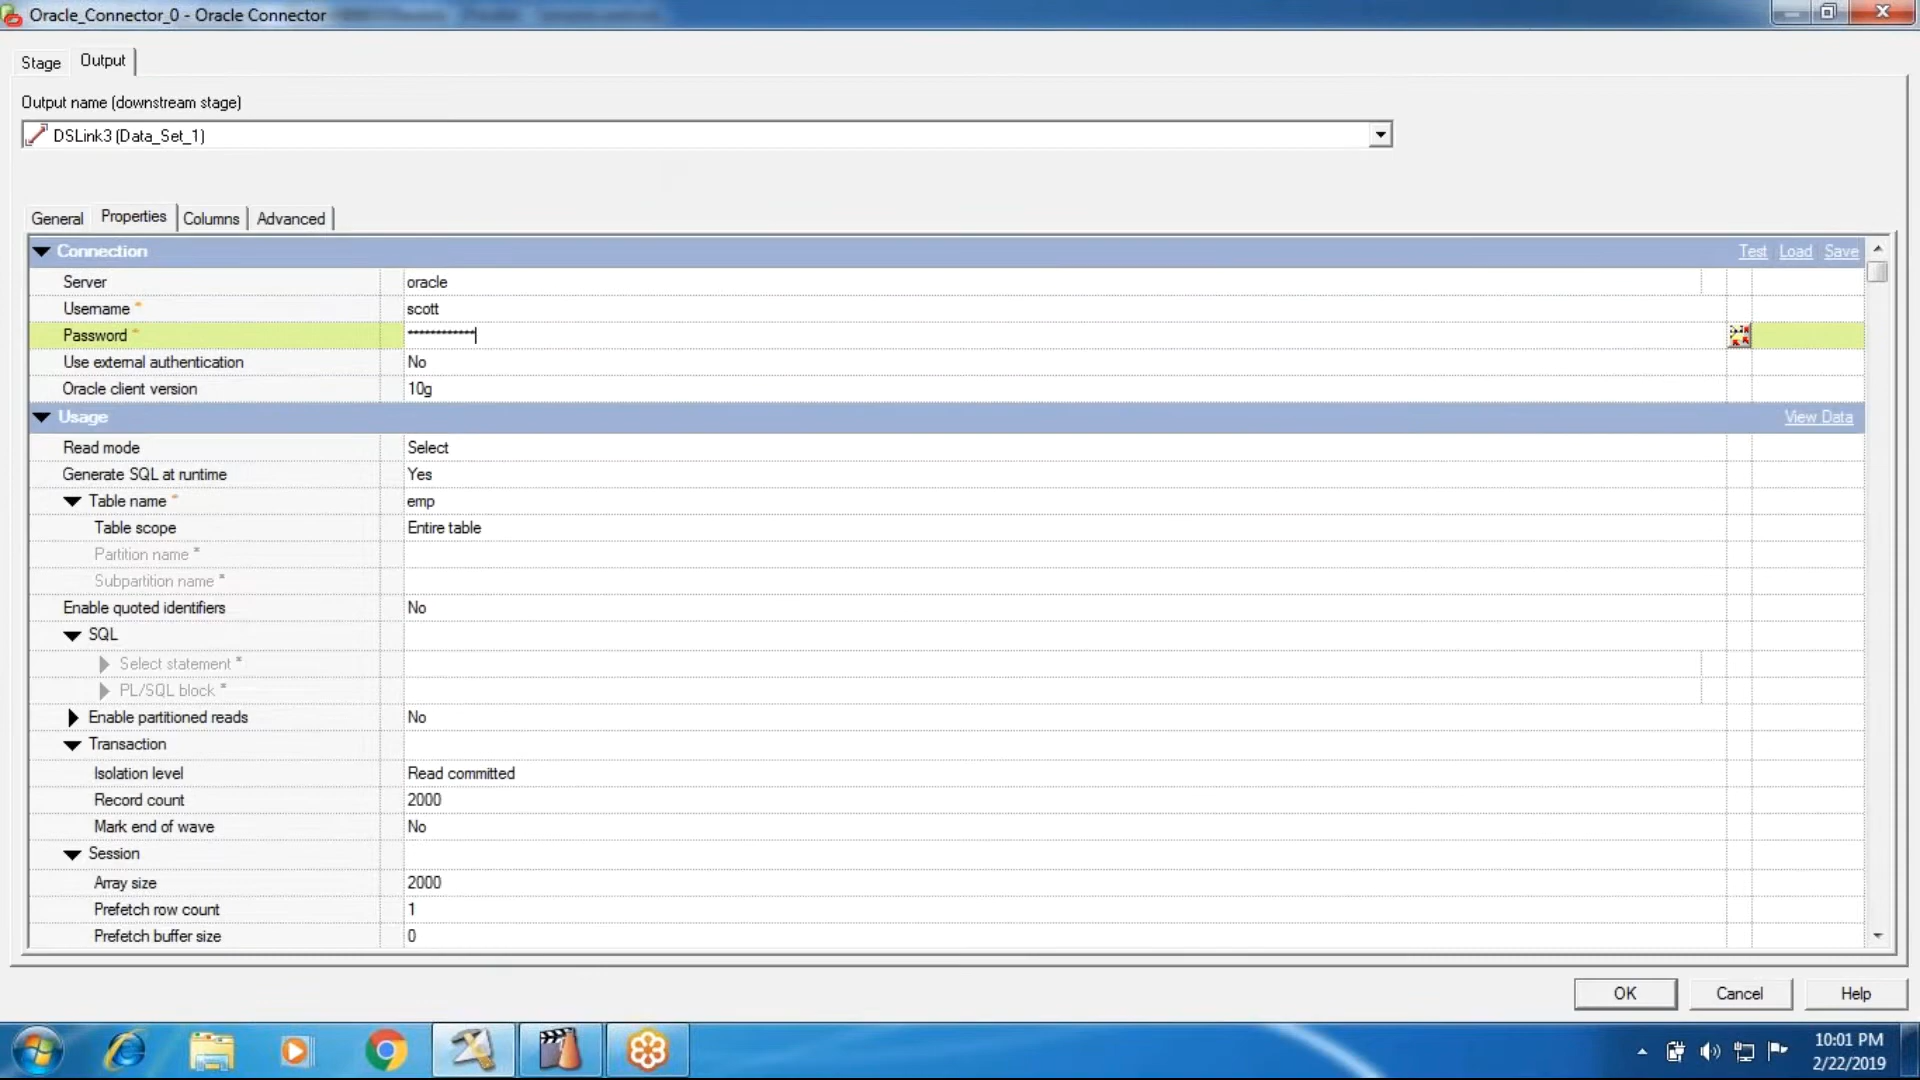 Oracle_Connector_0 - Oracle Connector
Stage Output
Output name (downstream stage)
DSLink3 (Data_Set_1)
General Properties Columns Advanced
Connection Test Load Save
Server oracle
Username * scott
Password * ************
Use external authentication No
Oracle client version 10g
Usage View Data
Read mode Select
Generate SQL at runtime Yes
Table name * emp
Table scope Entire table
Partition name *
Subpartition name *
Enable quoted identifiers No
SQL
Select statement *
PL/SQL block *
Enable partitioned reads No
Transaction
Isolation level Read committed
Record count 2000
Mark end of wave No
Session
Array size 2000
Prefetch row count 1
Prefetch buffer size 0
OK Cancel Help
10:01 PM
2/22/2019